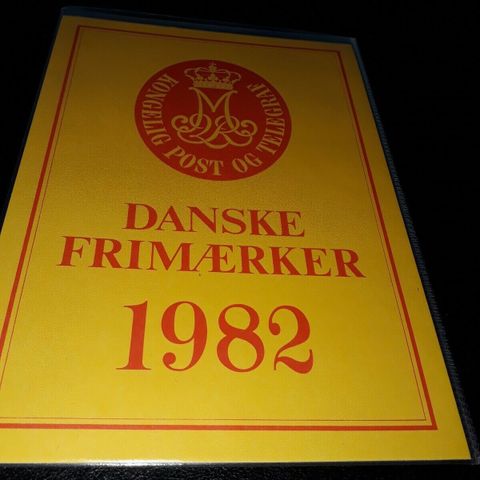 KONGELIG POST OG TELEGRAF
DANSKE
FRIMÆRKER
1982